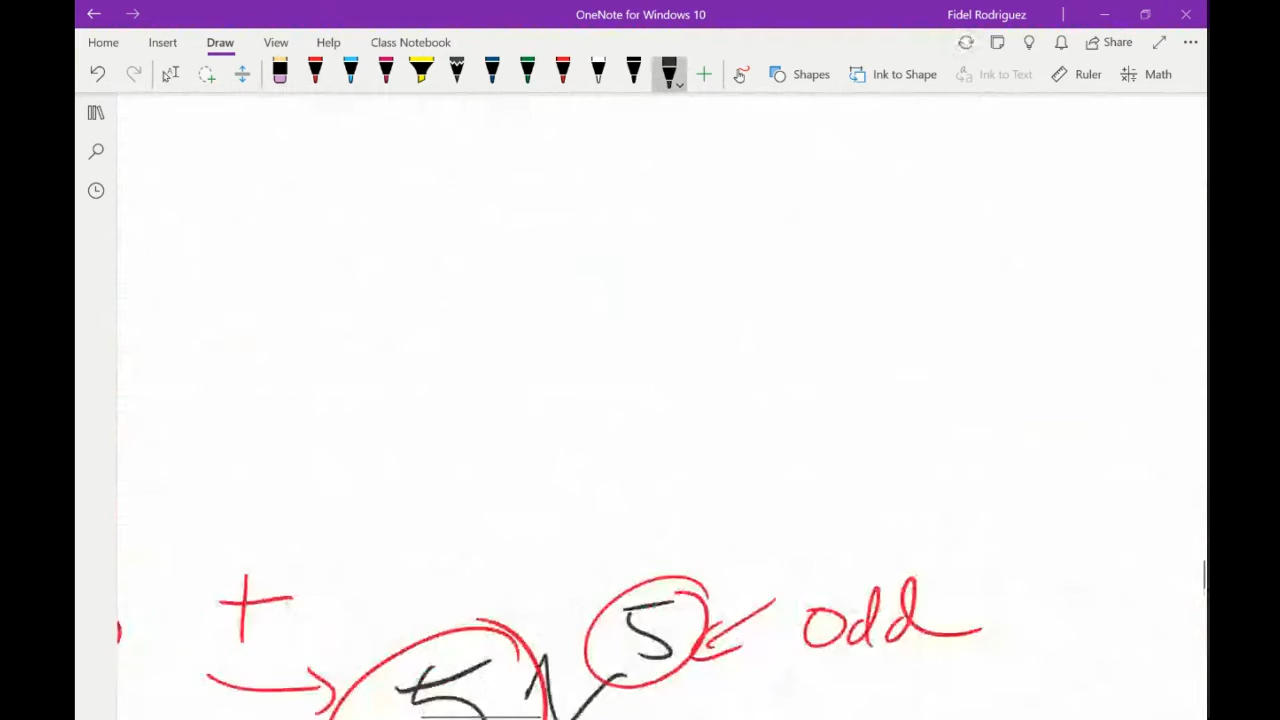 OneNote for Windows 10
Fidel Rodriguez
Home Insert Draw View Help Class Notebook
Share
Shapes Ink to Shape Ink to Text Ruler Math
+
5 odd
5